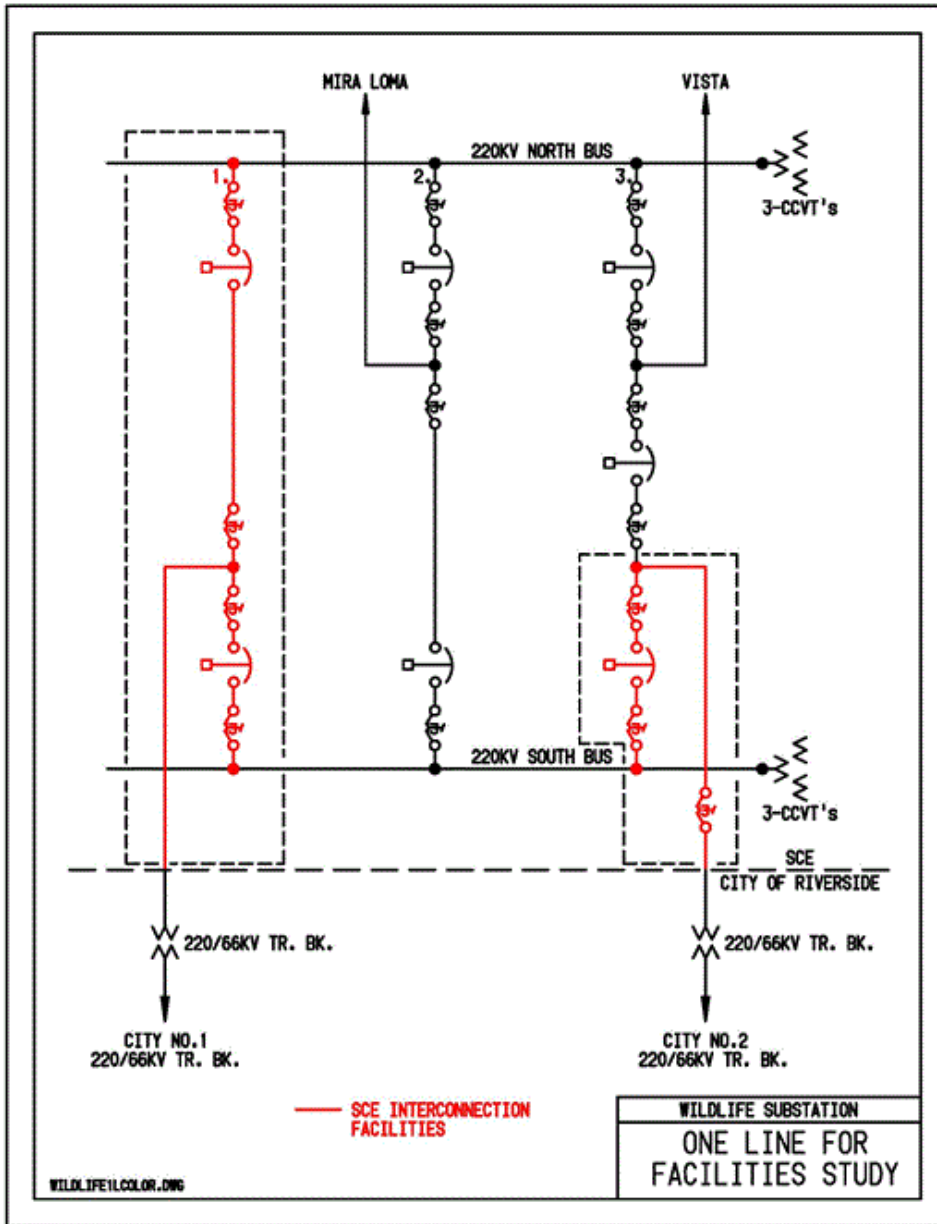 MIRA LOMA
VISTA
220KV NORTH BUS
1.
2.
3.
3-CCVT's
220KV SOUTH BUS
3-CCVT's
SCE
CITY OF RIVERSIDE
220/66KV TR. BK.
220/66KV TR. BK.
CITY NO.1
220/66KV TR. BK.
CITY NO.2
220/66KV TR. BK.
SCE INTERCONNECTION
FACILITIES
WILDLIFE SUBSTATION
ONE LINE FOR
FACILITIES STUDY
WILDLIFE1LCOLOR.DWG